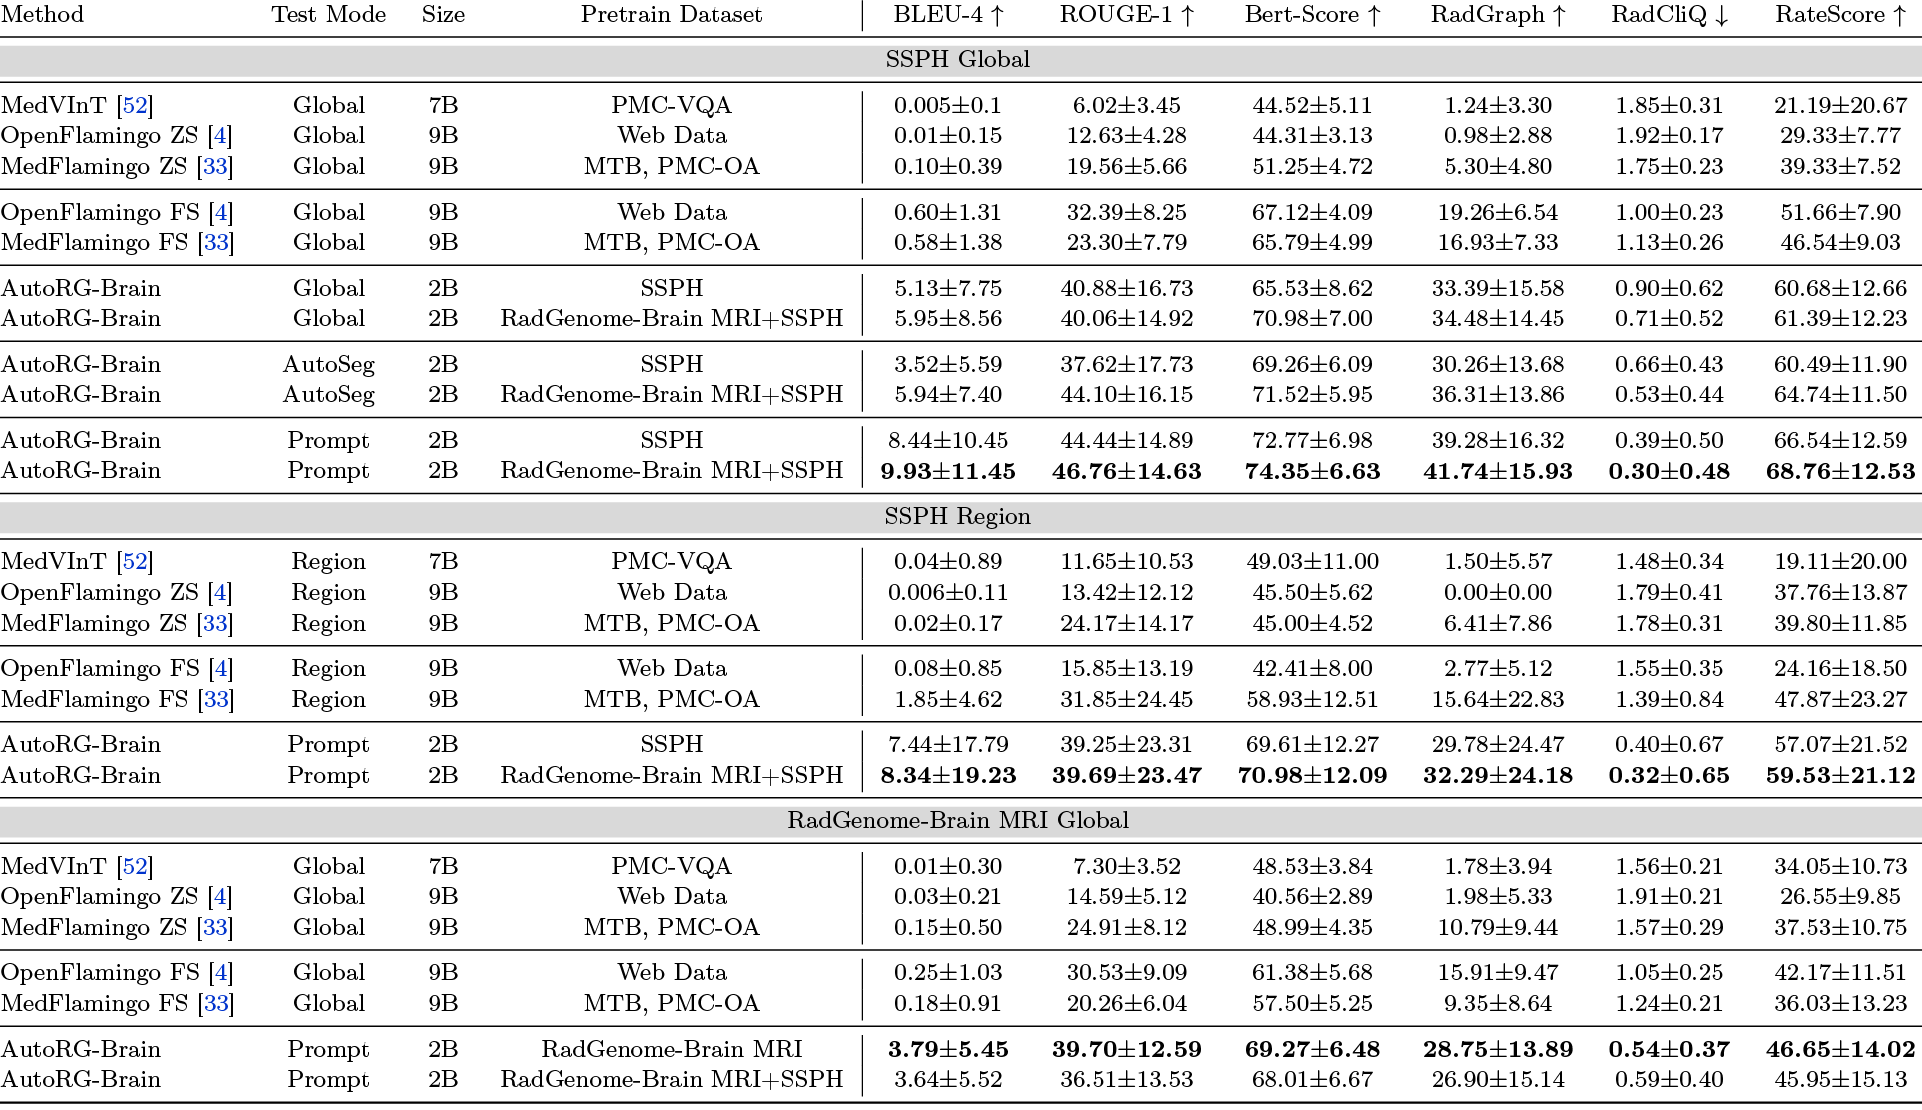 Method Test Mode Size Pretrain Dataset BLEU-4 ↑ ROUGE-1 ↑ Bert-Score ↑ RadGraph ↑ RadCliQ ↓ RateScore ↑
SSPH Global
MedVInT [52] Global 7B PMC-VQA 0.005±0.1 6.02±3.45 44.52±5.11 1.24±3.30 1.85±0.31 21.19±20.67
OpenFlamingo ZS [4] Global 9B Web Data 0.01±0.15 12.63±4.28 44.31±3.13 0.98±2.88 1.92±0.17 29.33±7.77
MedFlamingo ZS [33] Global 9B MTB, PMC-OA 0.10±0.39 19.56±5.66 51.25±4.72 5.30±4.80 1.75±0.23 39.33±7.52
OpenFlamingo FS [4] Global 9B Web Data 0.60±1.31 32.39±8.25 67.12±4.09 19.26±6.54 1.00±0.23 51.66±7.90
MedFlamingo FS [33] Global 9B MTB, PMC-OA 0.58±1.38 23.30±7.79 65.79±4.99 16.93±7.33 1.13±0.26 46.54±9.03
AutoRG-Brain Global 2B SSPH 5.13±7.75 40.88±16.73 65.53±8.62 33.39±15.58 0.90±0.62 60.68±12.66
AutoRG-Brain Global 2B RadGenome-Brain MRI+SSPH 5.95±8.56 40.06±14.92 70.98±7.00 34.48±14.45 0.71±0.52 61.39±12.23
AutoRG-Brain AutoSeg 2B SSPH 3.52±5.59 37.62±17.73 69.26±6.09 30.26±13.68 0.66±0.43 60.49±11.90
AutoRG-Brain AutoSeg 2B RadGenome-Brain MRI+SSPH 5.94±7.40 44.10±16.15 71.52±5.95 36.31±13.86 0.53±0.44 64.74±11.50
AutoRG-Brain Prompt 2B SSPH 8.44±10.45 44.44±14.89 72.77±6.98 39.28±16.32 0.39±0.50 66.54±12.59
AutoRG-Brain Prompt 2B RadGenome-Brain MRI+SSPH 9.93±11.45 46.76±14.63 74.35±6.63 41.74±15.93 0.30±0.48 68.76±12.53
SSPH Region
MedVInT [52] Region 7B PMC-VQA 0.04±0.89 11.65±10.53 49.03±11.00 1.50±5.57 1.48±0.34 19.11±20.00
OpenFlamingo ZS [4] Region 9B Web Data 0.006±0.11 13.42±12.12 45.50±5.62 0.00±0.00 1.79±0.41 37.76±13.87
MedFlamingo ZS [33] Region 9B MTB, PMC-OA 0.02±0.17 24.17±14.17 45.00±4.52 6.41±7.86 1.78±0.31 39.80±11.85
OpenFlamingo FS [4] Region 9B Web Data 0.08±0.85 15.85±13.19 42.41±8.00 2.77±5.12 1.55±0.35 24.16±18.50
MedFlamingo FS [33] Region 9B MTB, PMC-OA 1.85±4.62 31.85±24.45 58.93±12.51 15.64±22.83 1.39±0.84 47.87±23.27
AutoRG-Brain Prompt 2B SSPH 7.44±17.79 39.25±23.31 69.61±12.27 29.78±24.47 0.40±0.67 57.07±21.52
AutoRG-Brain Prompt 2B RadGenome-Brain MRI+SSPH 8.34±19.23 39.69±23.47 70.98±12.09 32.29±24.18 0.32±0.65 59.53±21.12
RadGenome-Brain MRI Global
MedVInT [52] Global 7B PMC-VQA 0.01±0.30 7.30±3.52 48.53±3.84 1.78±3.94 1.56±0.21 34.05±10.73
OpenFlamingo ZS [4] Global 9B Web Data 0.03±0.21 14.59±5.12 40.56±2.89 1.98±5.33 1.91±0.21 26.55±9.85
MedFlamingo ZS [33] Global 9B MTB, PMC-OA 0.15±0.50 24.91±8.12 48.99±4.35 10.79±9.44 1.57±0.29 37.53±10.75
OpenFlamingo FS [4] Global 9B Web Data 0.25±1.03 30.53±9.09 61.38±5.68 15.91±9.47 1.05±0.25 42.17±11.51
MedFlamingo FS [33] Global 9B MTB, PMC-OA 0.18±0.91 20.26±6.04 57.50±5.25 9.35±8.64 1.24±0.21 36.03±13.23
AutoRG-Brain Prompt 2B RadGenome-Brain MRI 3.79±5.45 39.70±12.59 69.27±6.48 28.75±13.89 0.54±0.37 46.65±14.02
AutoRG-Brain Prompt 2B RadGenome-Brain MRI+SSPH 3.64±5.52 36.51±13.53 68.01±6.67 26.90±15.14 0.59±0.40 45.95±15.13